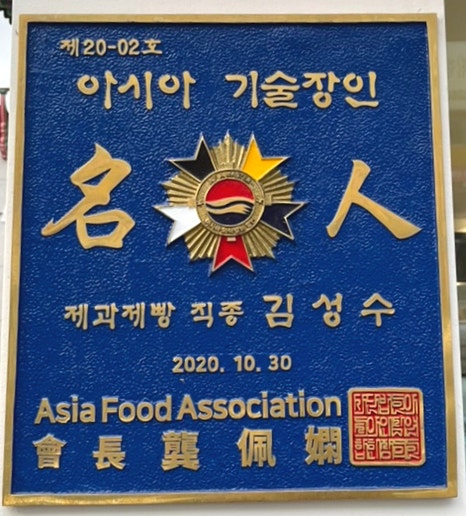 제20-02호
아시아 기술장인
名 人
제과제빵 직종 김성수
2020. 10. 30
Asia Food Association
會長 龔佩嫻